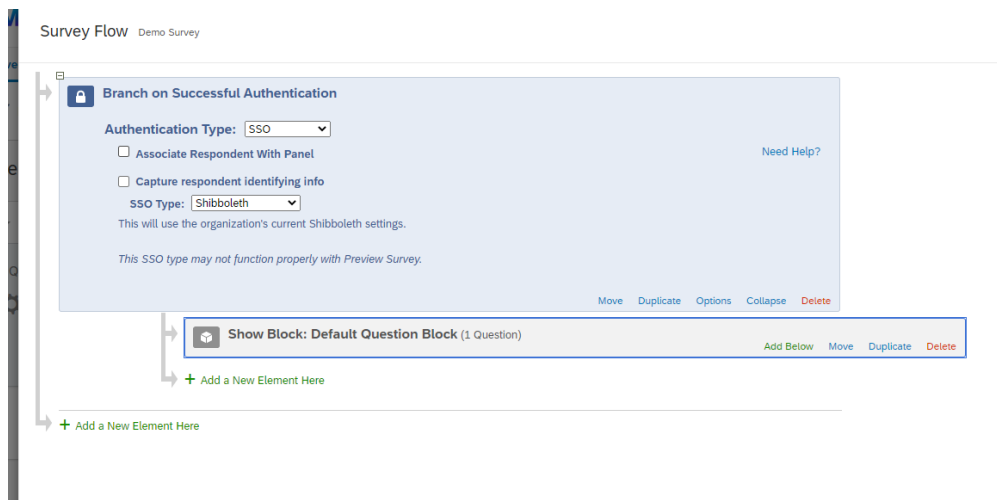 Survey Flow Demo Survey
Branch on Successful Authentication
Authentication Type: SSO
Associate Respondent With Panel
Need Help?
Capture respondent identifying info
SSO Type: Shibboleth
This will use the organization's current Shibboleth settings.
This SSO type may not function properly with Preview Survey.
Move Duplicate Options Collapse Delete
Show Block: Default Question Block (1 Question)
Add Below Move Duplicate Delete
+ Add a New Element Here
+ Add a New Element Here